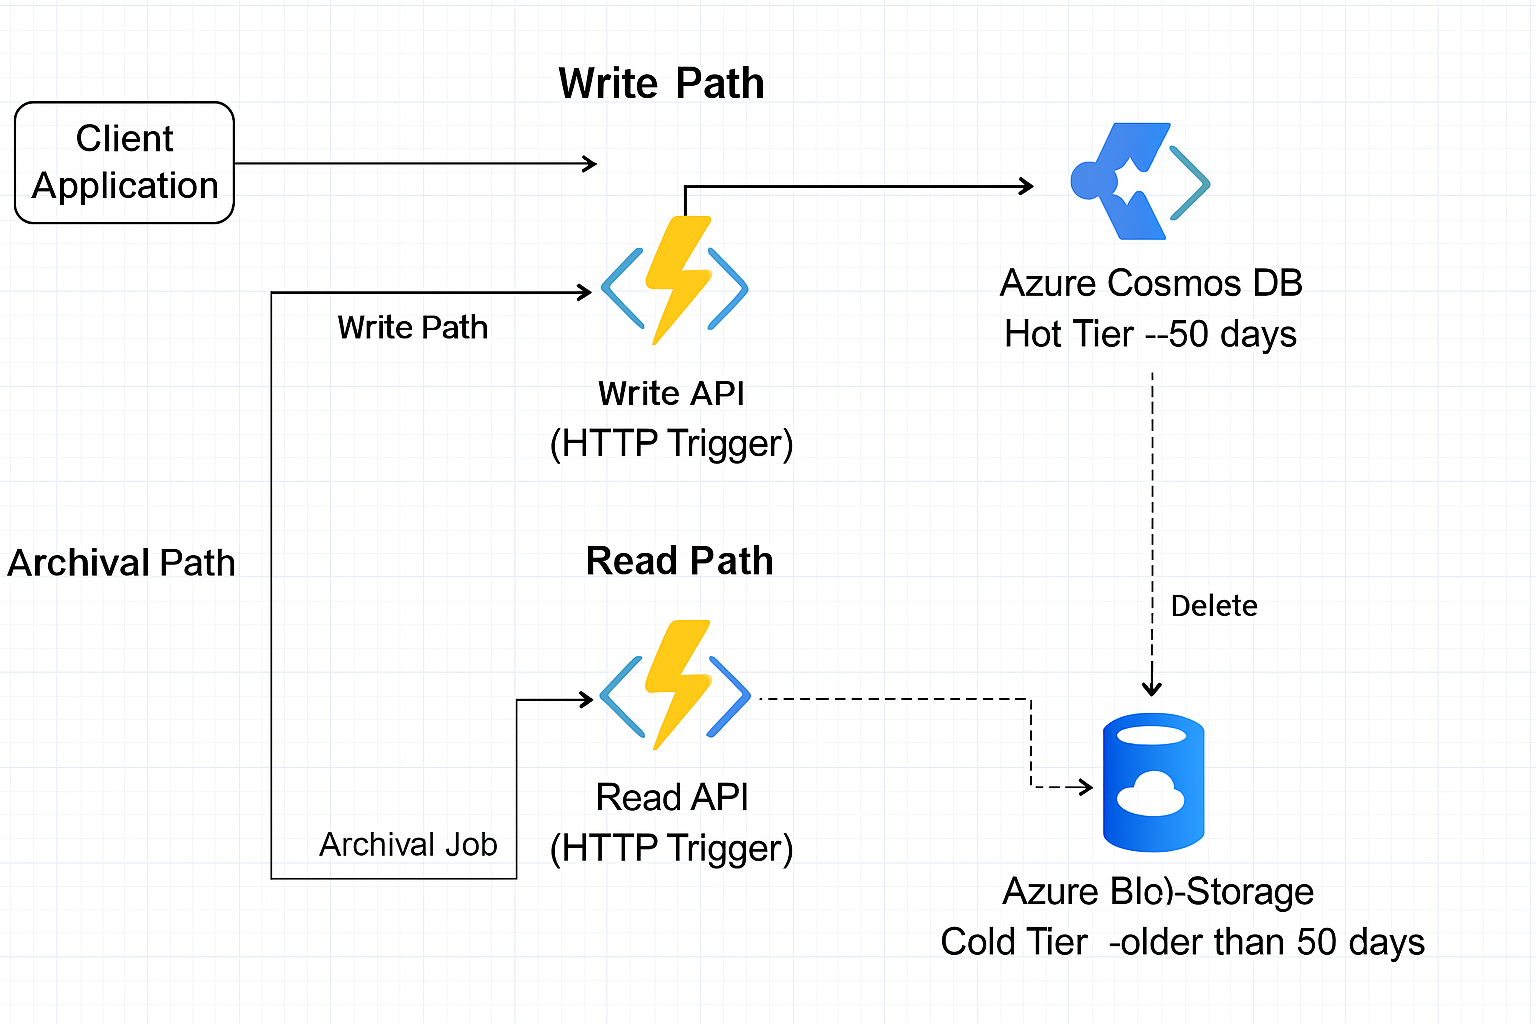 Write Path
Client
Application
Azure Cosmos DB
Hot Tier --50 days
Write Path
Write API
(HTTP Trigger)
Archival Path
Read Path
Delete
Read API
(HTTP Trigger)
Archival Job
Azure Blo)-Storage
Cold Tier -older than 50 days